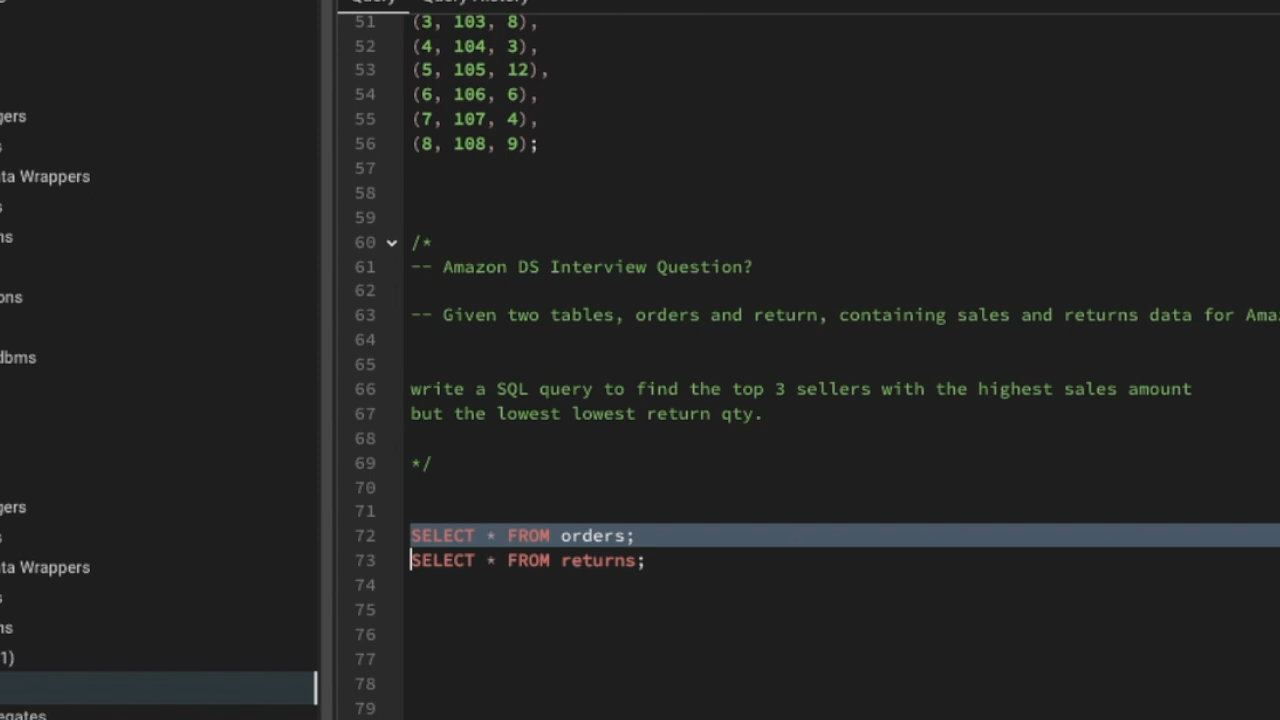 Query Query History
gers
s
ta Wrappers
s
ns
ons
dbms
gers
s
ta Wrappers
s
ns
1)
egates
51 (3, 103, 8),
52 (4, 104, 3),
53 (5, 105, 12),
54 (6, 106, 6),
55 (7, 107, 4),
56 (8, 108, 9);
57
58
59
60 /*
61 -- Amazon DS Interview Question?
62
63 -- Given two tables, orders and return, containing sales and returns data for Ama
64
65
66 write a SQL query to find the top 3 sellers with the highest sales amount
67 but the lowest lowest return qty.
68
69 */
70
71
72 SELECT * FROM orders;
73 SELECT * FROM returns;
74
75
76
77
78
79